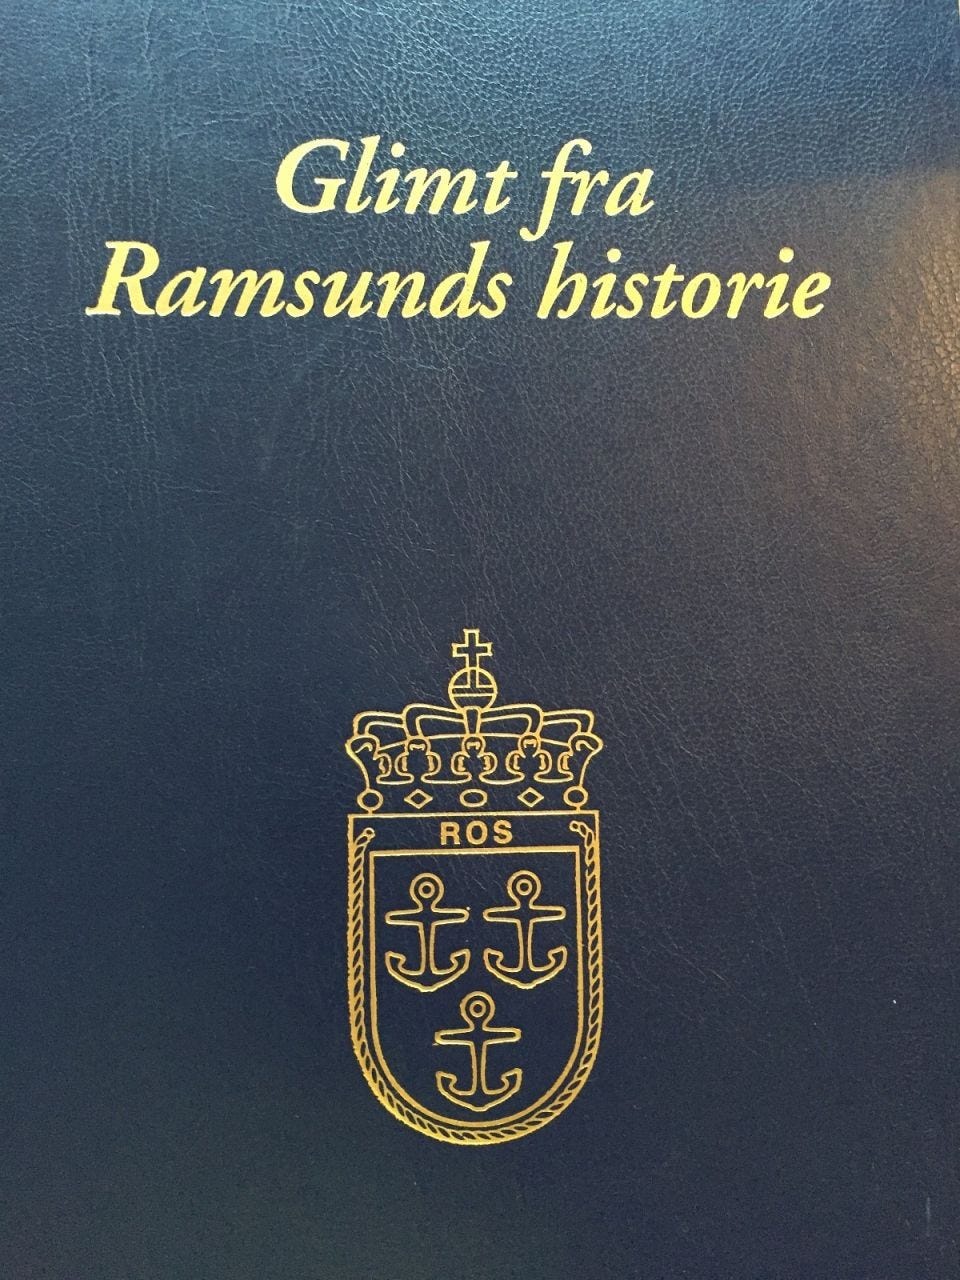 Glimt fra
Ramsunds historie
ROS